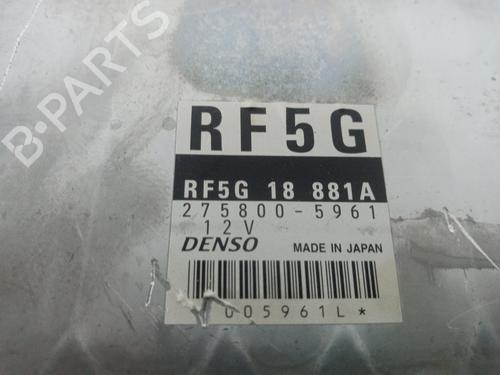 B-PARTS
RF5G
RF5G 18 881A
275800-5961
12V
DENSO MADE IN JAPAN
005961L*